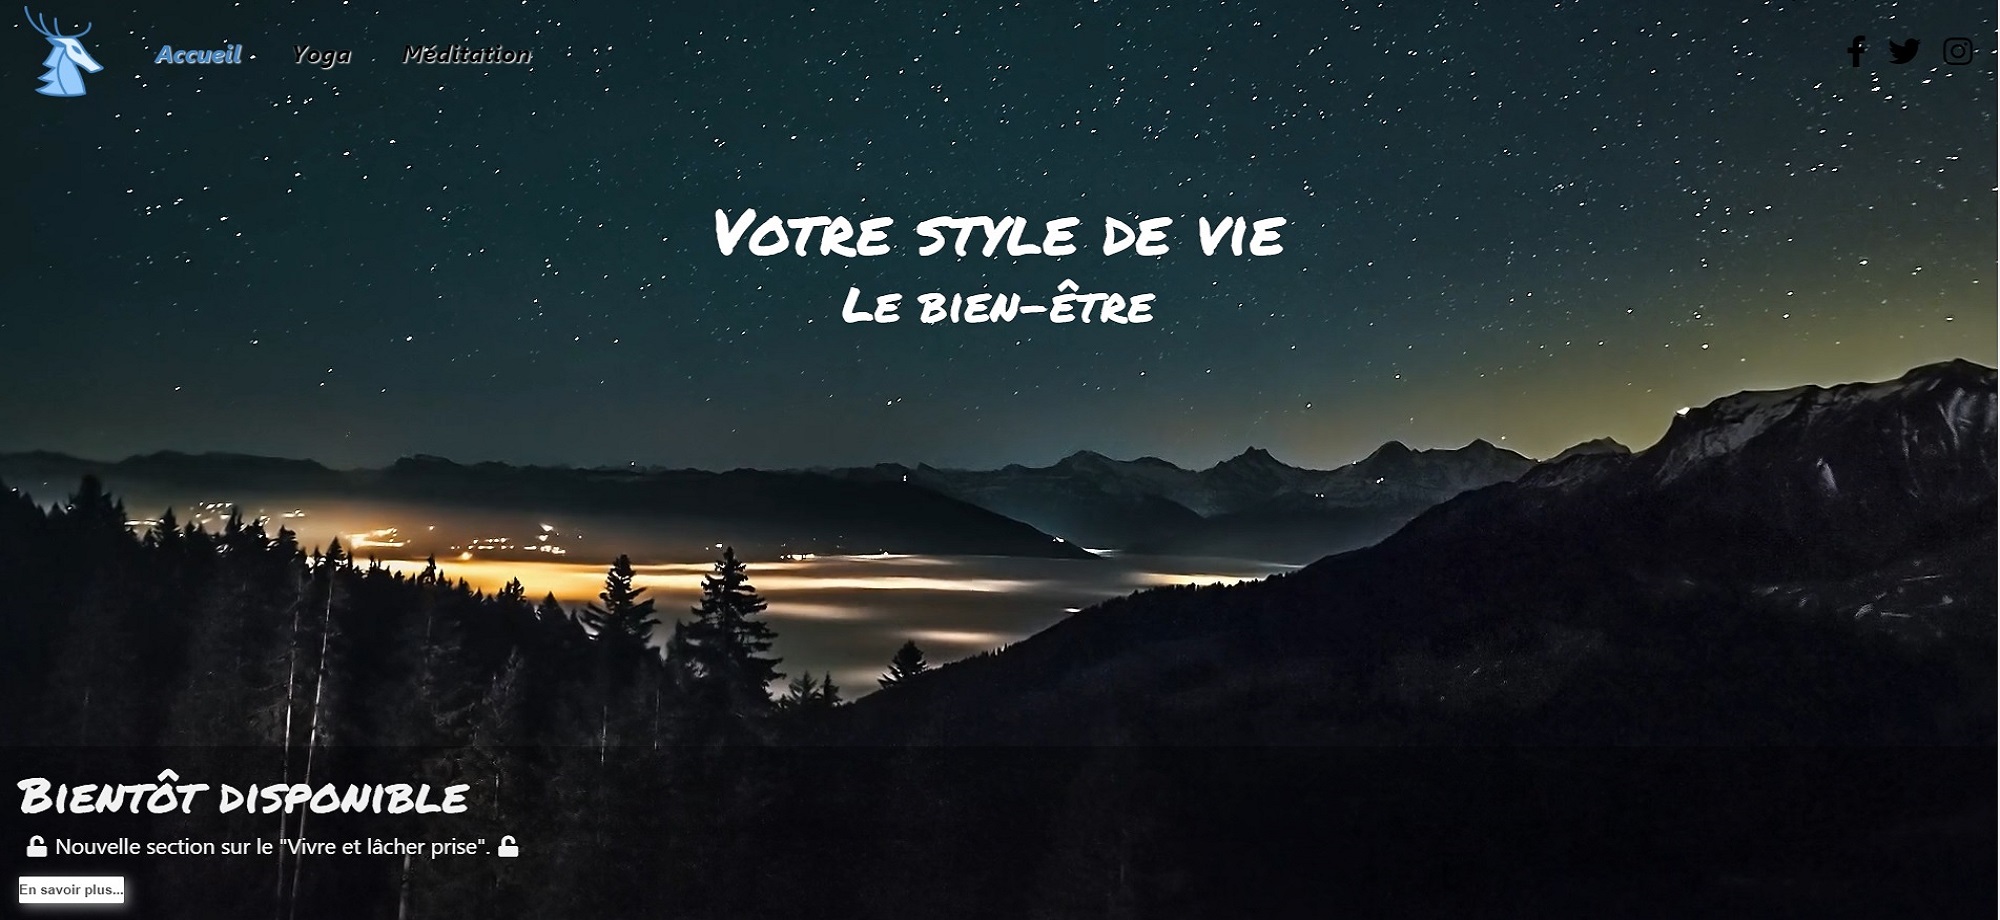 Accueil Yoga Méditation
Votre style de vie
Le bien-être
Bientôt disponible
Nouvelle section sur le "Vivre et lâcher prise".
En savoir plus...